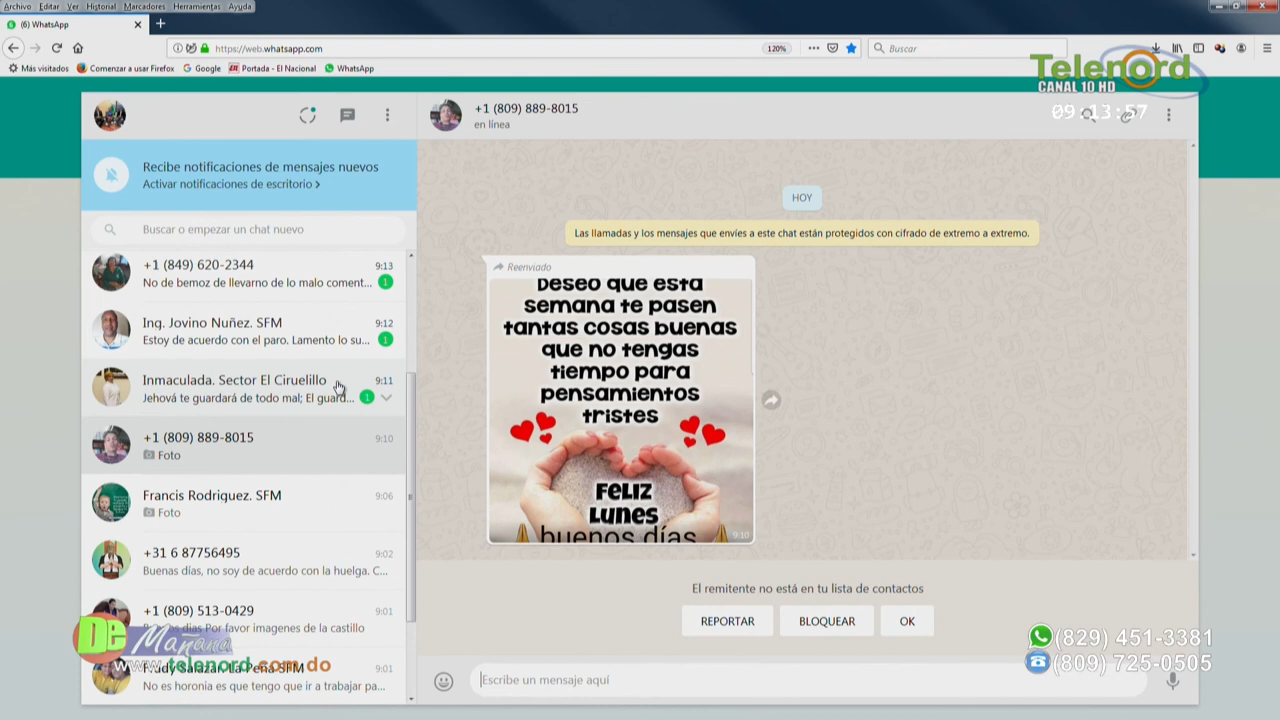 Archivo Editar Ver Historial Marcadores Herramientas Ayuda
(6) WhatsApp
https://web.whatsapp.com
120%
Buscar
Más visitados Comenzar a usar Firefox Google Portada - El Nacional WhatsApp
Telenord
CANAL 10 HD
09:13:57
+1 (809) 889-8015
en línea
Recibe notificaciones de mensajes nuevos
Activar notificaciones de escritorio >
Buscar o empezar un chat nuevo
+1 (849) 620-2344 9:13
No de bemoz de llevarno de lo malo coment... 1
Ing. Jovino Nuñez. SFM 9:12
Estoy de acuerdo con el paro. Lamento lo su... 1
Inmaculada. Sector El Ciruelillo 9:11
Jehová te guardará de todo mal; El guard... 1
+1 (809) 889-8015 9:10
Foto
Francis Rodriquez. SFM 9:06
Foto
+31 6 87756495 9:02
Buenas días, no soy de acuerdo con la huelga. C...
+1 (809) 513-0429 9:01
dias Por favor imagenes de la castillo
Salazar. La Peña SFM 9:01
No es horonia es que tengo que ir a trabajar pa...
HOY
Las llamadas y los mensajes que envíes a este chat están protegidos con cifrado de extremo a extremo.
Reenviado
Deseo que esta
semana te pasen
tantas cosas buenas
que no tengas
tiempo para
pensamientos
tristes
Feliz
Lunes
buenos días
9:10
El remitente no está en tu lista de contactos
REPORTAR BLOQUEAR OK
Escribe un mensaje aquí
De Mañana
www.telenord.com.do
(829) 451-3381
(809) 725-0505